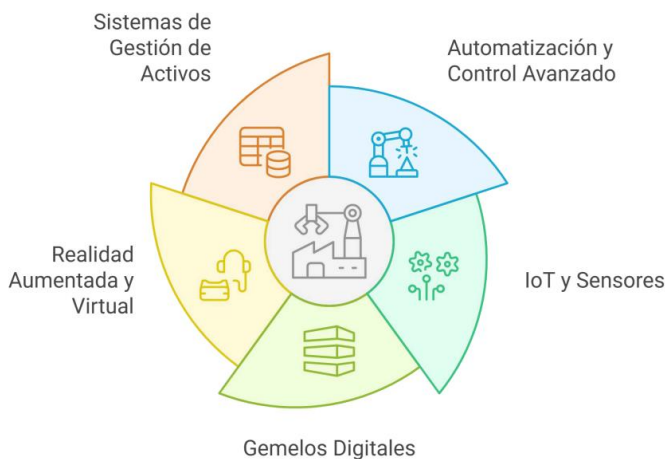 Sistemas de
Gestión de
Activos
Automatización y
Control Avanzado
Realidad
Aumentada y
Virtual
IoT y Sensores
Gemelos Digitales